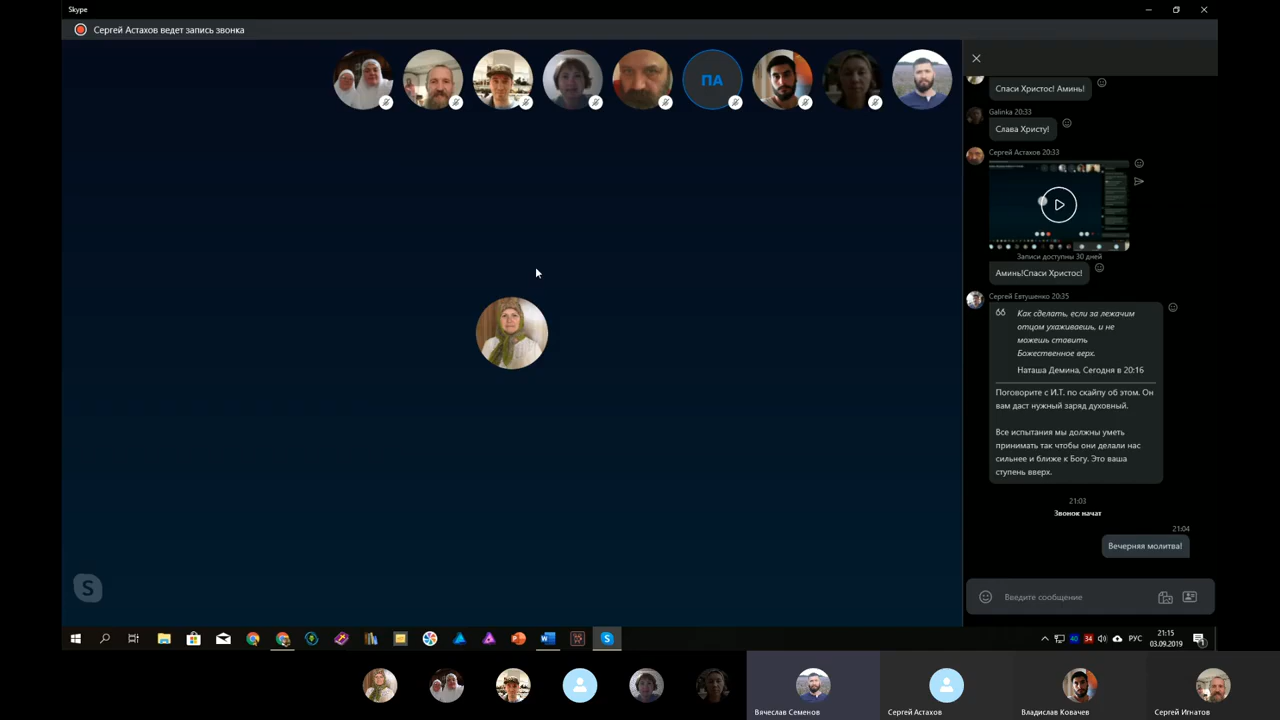 Skype
Сергей Астахов ведет запись звонка
ПА
Спаси Христос! Аминь!
Galinka 20:33
Слава Христу!
Сергей Астахов 20:33
Записи доступны 30 дней
Аминь!Спаси Христос!
Сергей Евтушенко 20:35
Как сделать, если за лежачим
отцом ухаживаешь, и не
можешь ставить
Божественное верх.
Наташа Демина, Сегодня в 20:16
Поговорите с И.Т. по скайпу об этом. Он
вам даст нужный заряд духовный.
Все испытания мы должны уметь
принимать так чтобы они делали нас
сильнее и ближе к Богу. Это ваша
ступень вверх.
21:03
Звонок начат
21:04
Вечерняя молитва!
Введите сообщение
40
34
РУС
21:15
03.09.2019
Вячеслав Семенов
Сергей Астахов
Владислав Ковачев
Сергей Игнатов